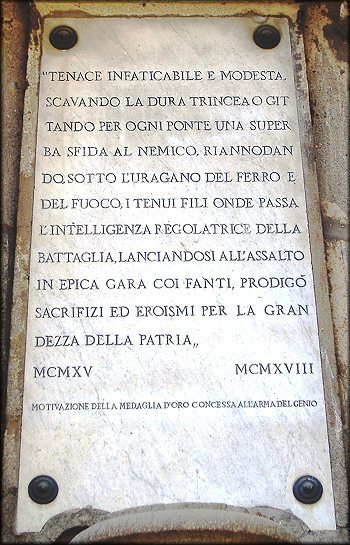 “TENACE INFATICABILE E MODESTA,
SCAVANDO LA DURA TRINCEA O GIT
TANDO PER OGNI PONTE UNA SUPER
BA SFIDA AL NEMICO, RIANNODAN
DO, SOTTO L'URAGANO DEL FERRO E
DEL FUOCO, I TENUI FILI ONDE PASSA
L'INTELLIGENZA REGOLATRICE DELLA
BATTAGLIA, LANCIANDOSI ALL'ASSALTO
IN EPICA GARA COI FANTI, PRODIGÓ
SACRIFIZI ED EROISMI PER LA GRAN
DEZZA DELLA PATRIA„
MCMXV MCMXVIII
MOTIVAZIONE DELLA MEDAGLIA D'ORO CONCESSA ALL'ARMA DEL GENIO